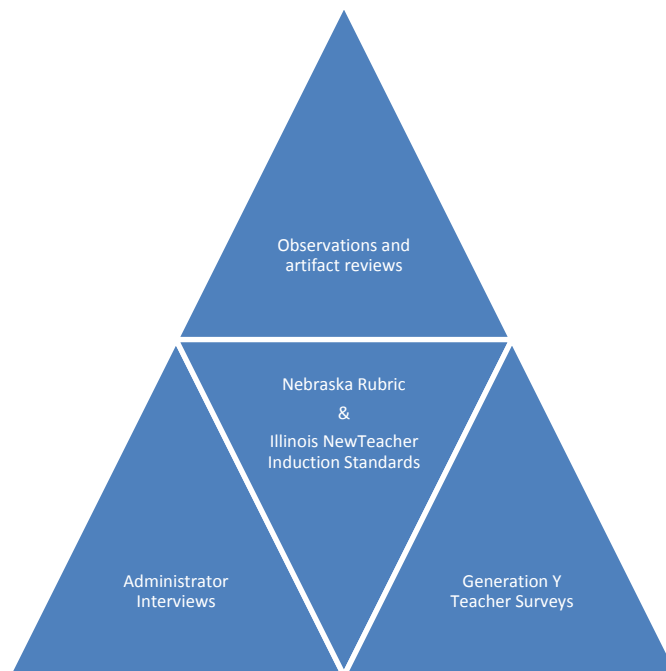 Observations and
artifact reviews
Nebraska Rubric
&
Illinois NewTeacher
Induction Standards
Administrator
Interviews
Generation Y
Teacher Surveys